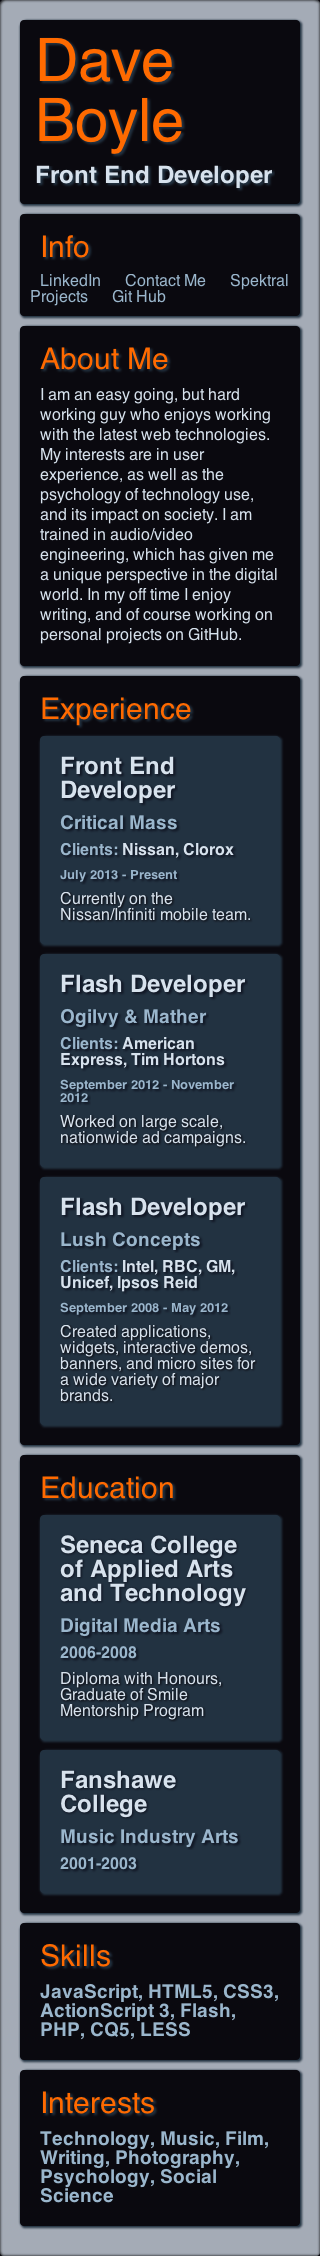 Dave
Boyle
Front End Developer
Info
LinkedIn Contact Me Spektral
Projects Git Hub
About Me
I am an easy going, but hard
working guy who enjoys working
with the latest web technologies.
My interests are in user
experience, as well as the
psychology of technology use,
and its impact on society. I am
trained in audio/video
engineering, which has given me
a unique perspective in the digital
world. In my off time I enjoy
writing, and of course working on
personal projects on GitHub.
Experience
Front End
Developer
Critical Mass
Clients: Nissan, Clorox
July 2013 - Present
Currently on the
Nissan/Infiniti mobile team.
Flash Developer
Ogilvy & Mather
Clients: American
Express, Tim Hortons
September 2012 - November
2012
Worked on large scale,
nationwide ad campaigns.
Flash Developer
Lush Concepts
Clients: Intel, RBC, GM,
Unicef, Ipsos Reid
September 2008 - May 2012
Created applications,
widgets, interactive demos,
banners, and micro sites for
a wide variety of major
brands.
Education
Seneca College
of Applied Arts
and Technology
Digital Media Arts
2006-2008
Diploma with Honours,
Graduate of Smile
Mentorship Program
Fanshawe
College
Music Industry Arts
2001-2003
Skills
JavaScript, HTML5, CSS3,
ActionScript 3, Flash,
PHP, CQ5, LESS
Interests
Technology, Music, Film,
Writing, Photography,
Psychology, Social
Science